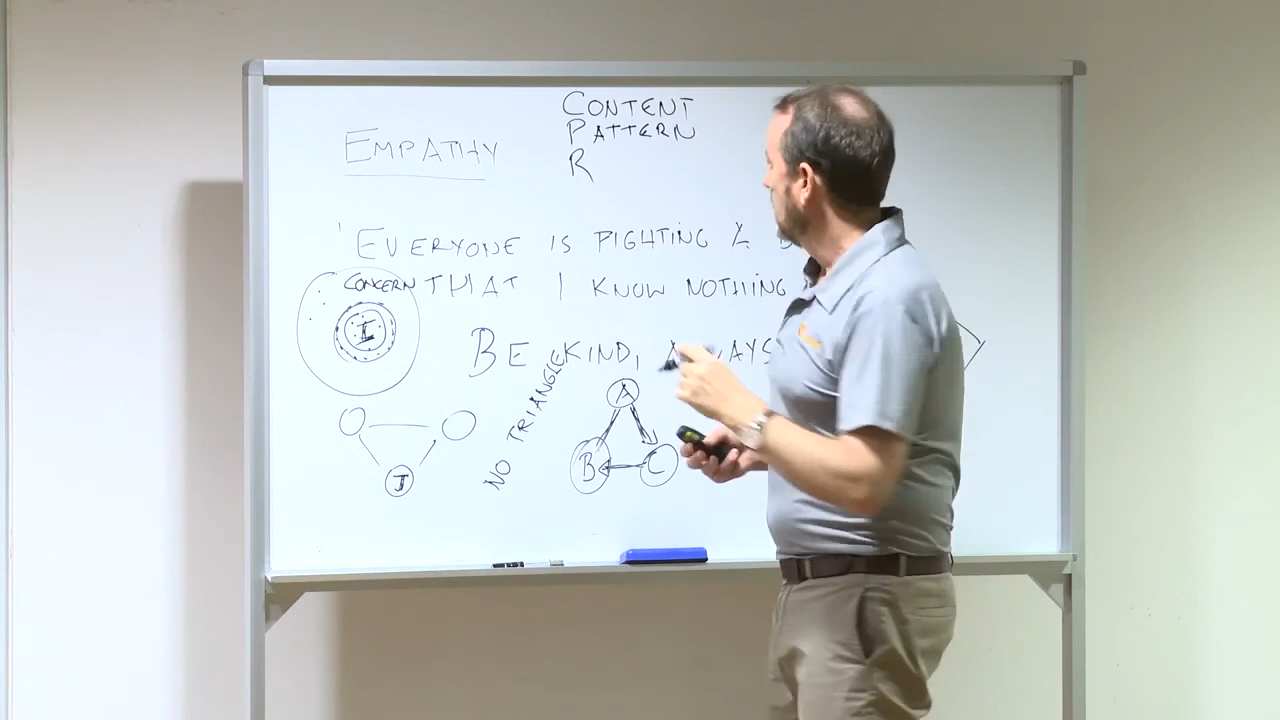 CONTENT
PATTERN
R
EMPATHY
'EVERYONE IS FIGHTING
CONCERN THAT I KNOW NOTHING
I
BE KIND,
NO TRIANGLE
A
B
C
I